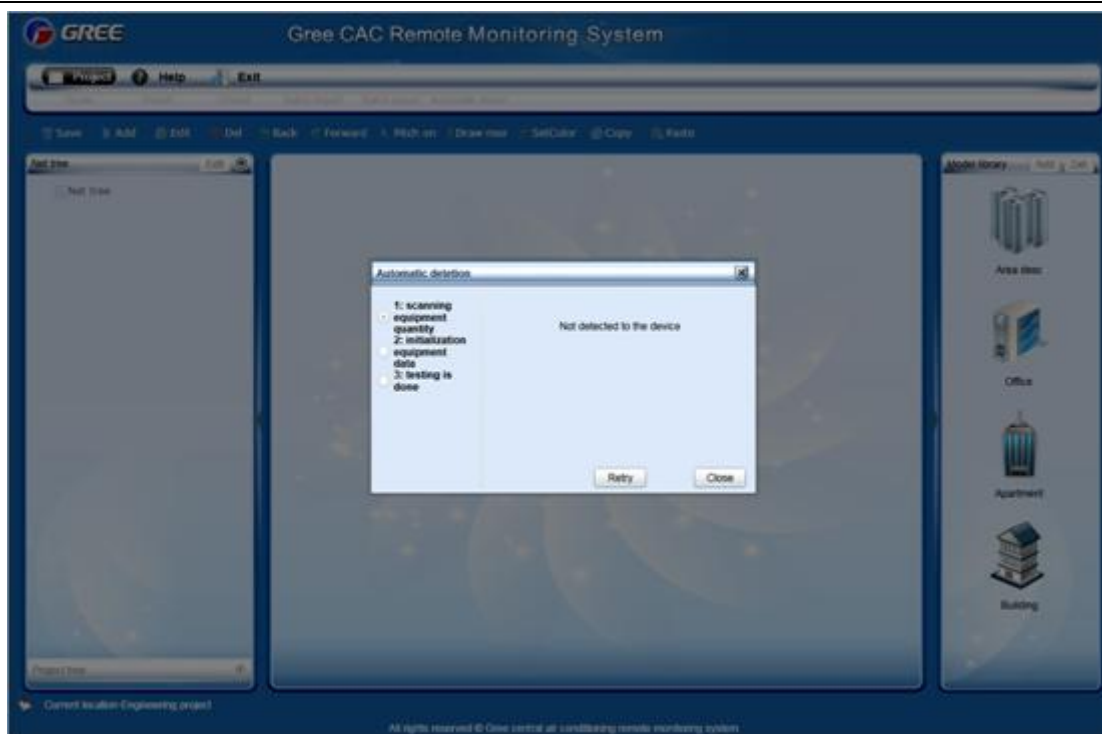 GREE
Gree CAC Remote Monitoring System
Project Help Exit
Save Add Edit Del Back Forward Pitch on Draw rear SetColor Copy Paste
Net tree Edit
Net tree
Model library Add Del
Area desc
Office
Apartment
Building
Automatic detetion
1: scanning
equipment
quantity
2: initialization
equipment
data
3: testing is
done
Not detected to the device
Retry Close
Project tree
Current location-Engineering project
All rights reserved © Gree central air conditioning remote monitoring system